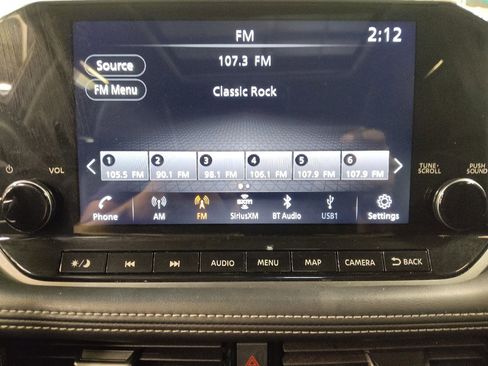 FM
2:12
Source
107.3 FM
FM Menu
Classic Rock
1 2 3 4 5 6
105.5 FM 90.1 FM 98.1 FM 106.1 FM 107.9 FM 107.9 FM
VOL
TUNE·SCROLL
PUSH SOUND
Phone AM FM SiriusXM BT Audio USB1 Settings
SXM
AUDIO MENU MAP CAMERA BACK